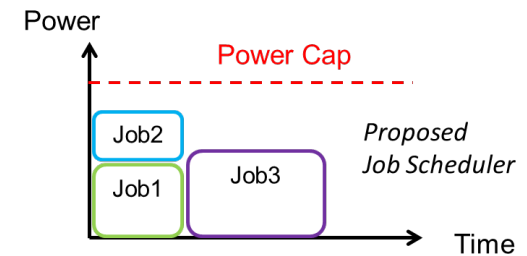 Power
Power Cap
Job2
Job1
Job3
Proposed
Job Scheduler
Time